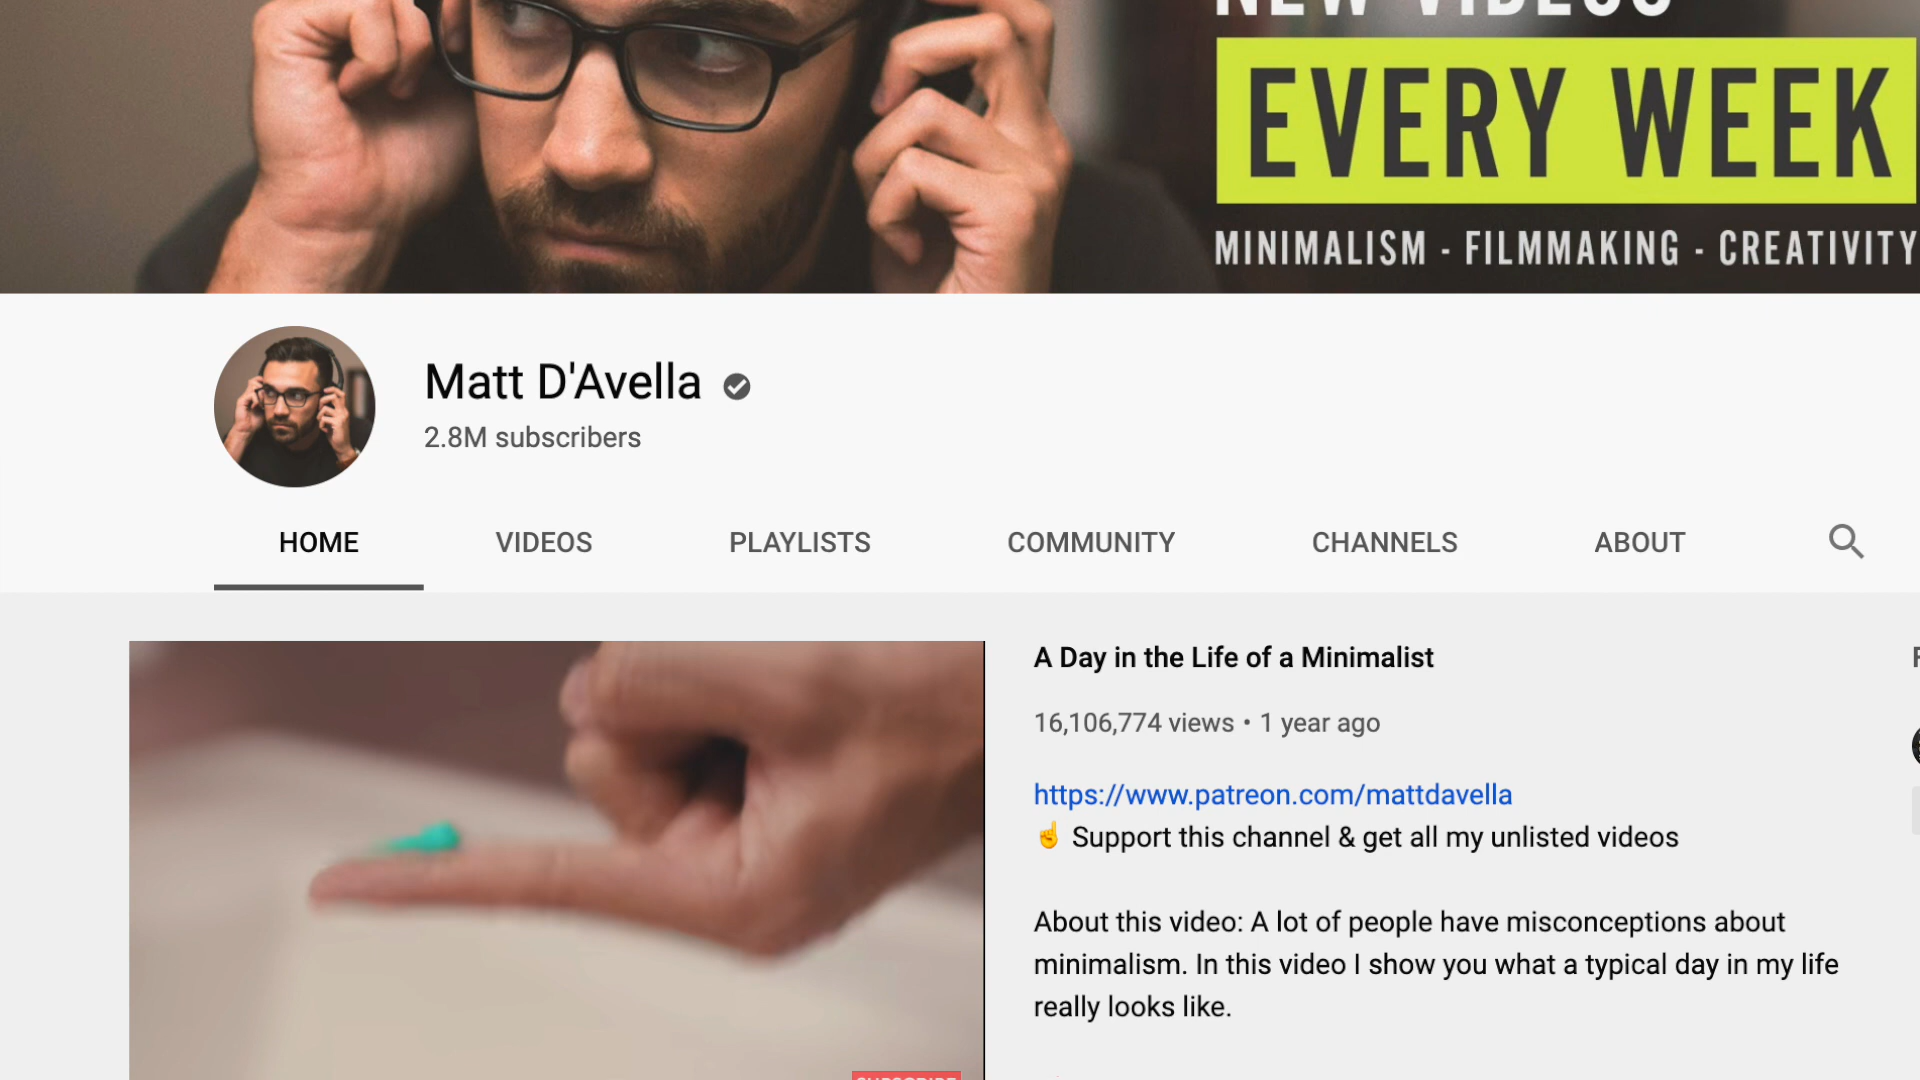 NEW VIDEOS
EVERY WEEK
MINIMALISM - FILMMAKING - CREATIVITY
Matt D'Avella
2.8M subscribers
HOME VIDEOS PLAYLISTS COMMUNITY CHANNELS ABOUT
A Day in the Life of a Minimalist
16,106,774 views • 1 year ago
https://www.patreon.com/mattdavella
☝ Support this channel & get all my unlisted videos
About this video: A lot of people have misconceptions about
minimalism. In this video I show you what a typical day in my life
really looks like.
SUBSCRIBE